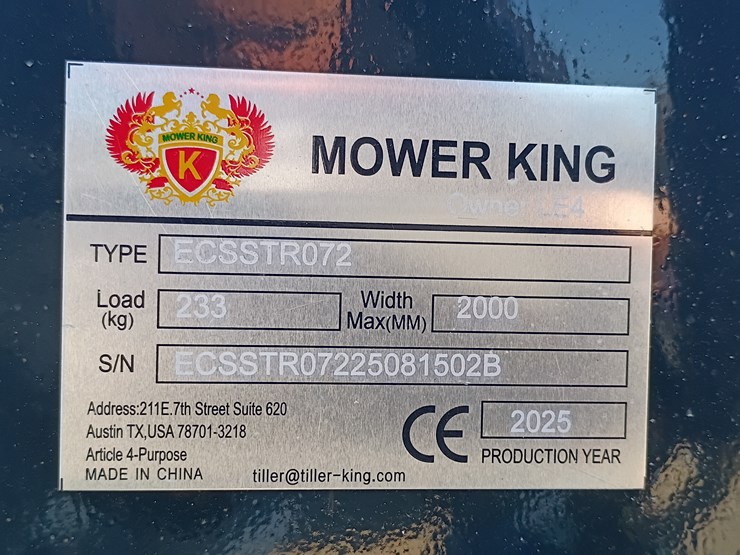 MOWER KING
K
MOWER KING
TYPE ECSSTR072
Load (kg) 233 Width Max(MM) 2000
S/N ECSSTR07225081502B
Address:211E.7th Street Suite 620
Austin TX,USA 78701-3218
Article 4-Purpose
MADE IN CHINA tiller@tiller-king.com
CE 2025
PRODUCTION YEAR